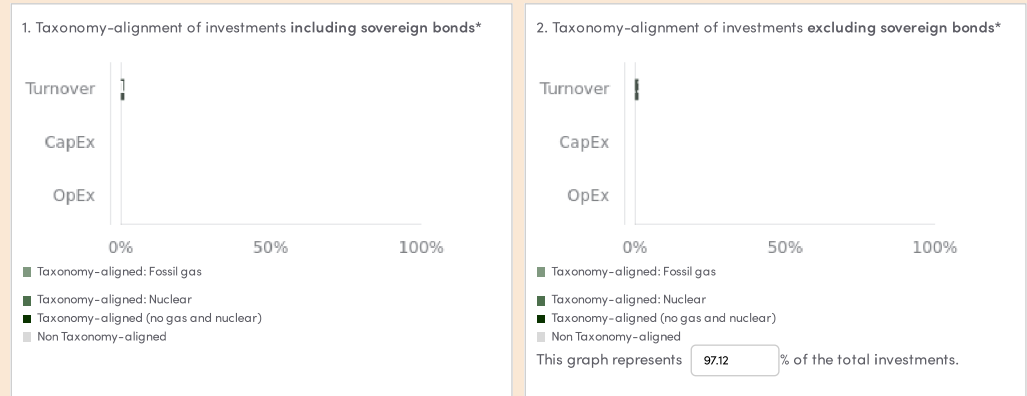 1. Taxonomy-alignment of investments including sovereign bonds*
Turnover
CapEx
OpEx
0% 50% 100%
Taxonomy-aligned: Fossil gas
Taxonomy-aligned: Nuclear
Taxonomy-aligned (no gas and nuclear)
Non Taxonomy-aligned
2. Taxonomy-alignment of investments excluding sovereign bonds*
Turnover
CapEx
OpEx
0% 50% 100%
Taxonomy-aligned: Fossil gas
Taxonomy-aligned: Nuclear
Taxonomy-aligned (no gas and nuclear)
Non Taxonomy-aligned
This graph represents 97.12 % of the total investments.